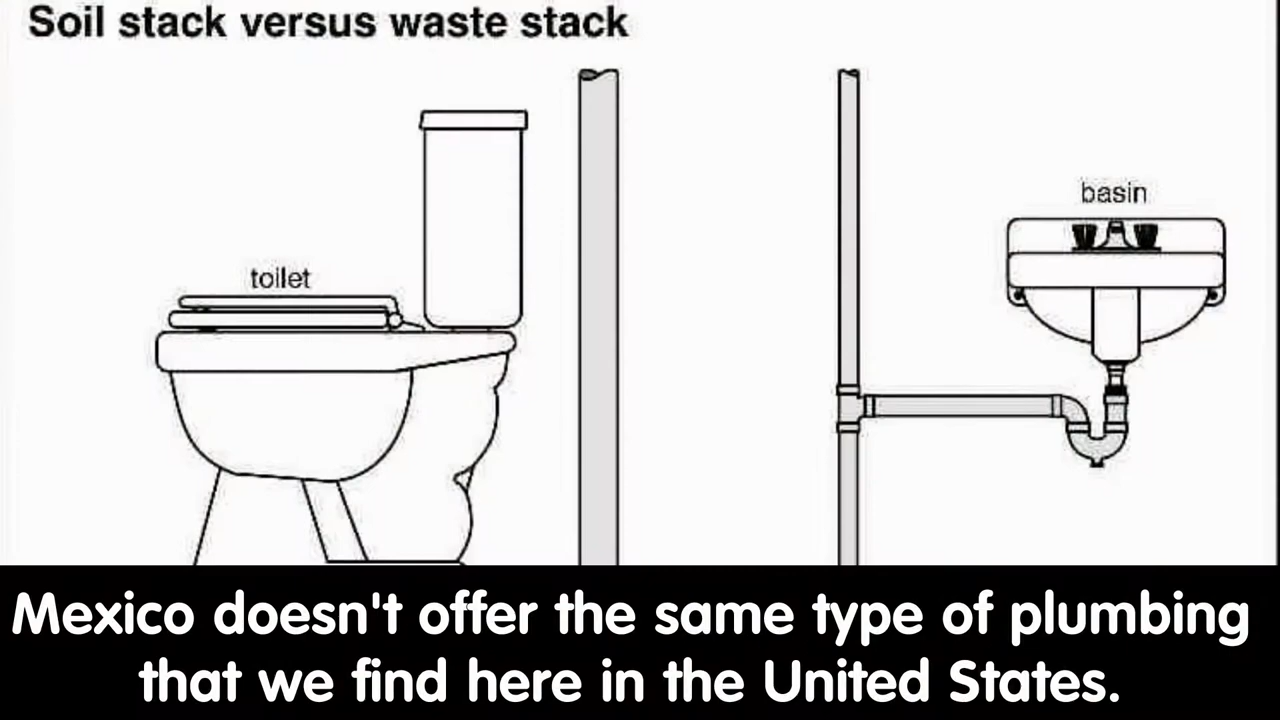 Soil stack versus waste stack
basin
toilet
Mexico doesn't offer the same type of plumbing
that we find here in the United States.